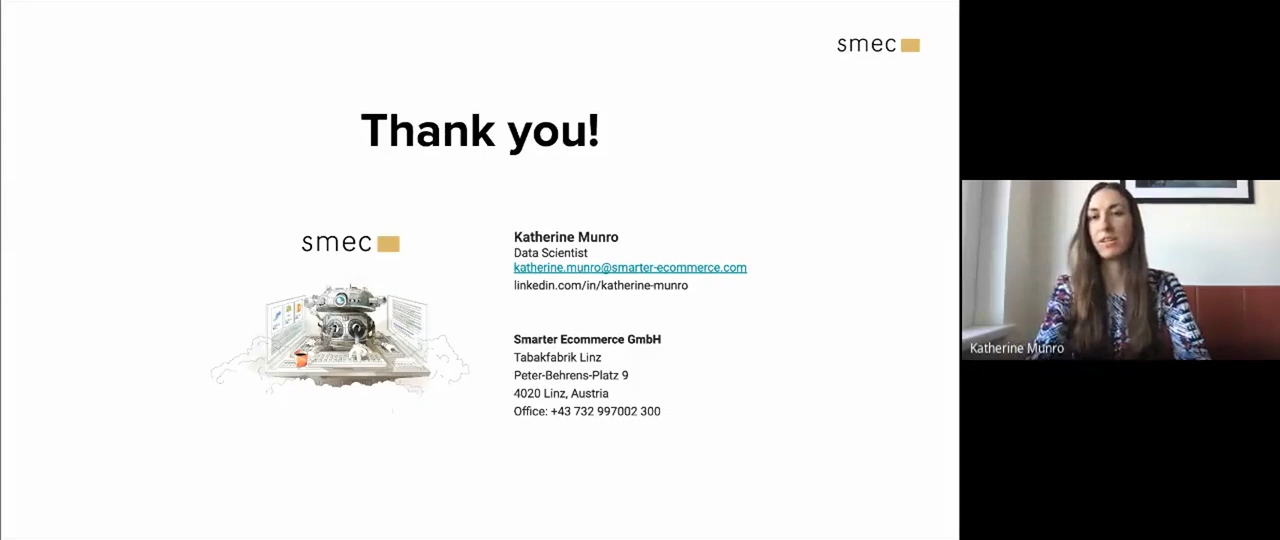 smec
Thank you!
smec
Katherine Munro
Data Scientist
katherine.munro@smarter-ecommerce.com
linkedin.com/in/katherine-munro
Smarter Ecommerce GmbH
Tabakfabrik Linz
Peter-Behrens-Platz 9
4020 Linz, Austria
Office: +43 732 997002 300
Katherine Munro